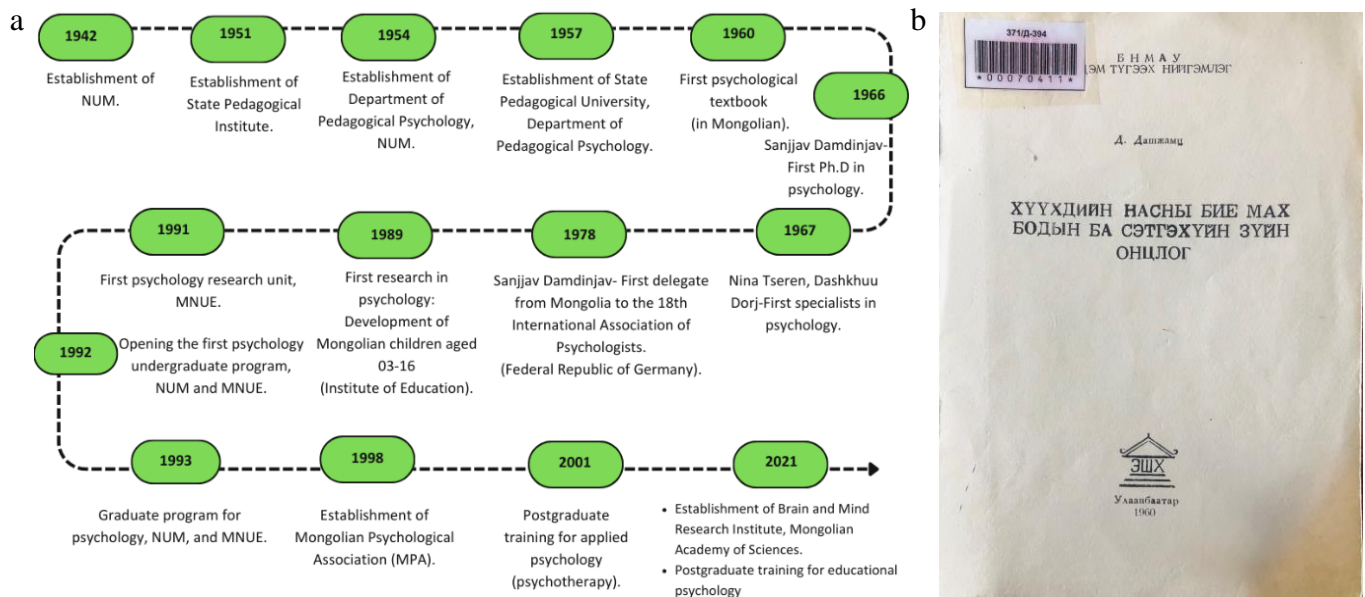 a
1942
Establishment of
NUM.
1951
Establishment of
State Pedagogical
Institute.
1954
Establishment of
Department of
Pedagogical Psychology,
NUM.
1957
Establishment of State
Pedagogical University,
Department of
Pedagogical Psychology.
1960
First psychological
textbook
(in Mongolian).
1966
Sanjjav Damdinjav-
First Ph.D in
psychology.
1967
Nina Tseren, Dashkhuu
Dorj-First specialists in
psychology.
1978
Sanjjav Damdinjav- First delegate
from Mongolia to the 18th
International Association of
Psychologists.
(Federal Republic of Germany).
1989
First research in
psychology:
Development of
Mongolian children aged
03-16
(Institute of Education).
1991
First psychology research unit,
MNUE.
1992
Opening the first psychology
undergraduate program,
NUM and MNUE.
1993
Graduate program for
psychology, NUM, and MNUE.
1998
Establishment of
Mongolian Psychological
Association (MPA).
2001
Postgraduate
training for applied
psychology
(psychotherapy).
2021
• Establishment of Brain and Mind
Research Institute, Mongolian
Academy of Sciences.
• Postgraduate training for educational
psychology
b
371/Д-394
*00070411*
БНМАУ
ТҮГЭЭХ НИЙГЭМЛЭГ
Д. Дашжамц
ХҮҮХДИЙН НАСНЫ БИЕ МАХ
БОДЫН БА СЭТГЭХҮЙН ЗҮЙН
ОНЦЛОГ
ЭШХ
Улаанбаатар
1960